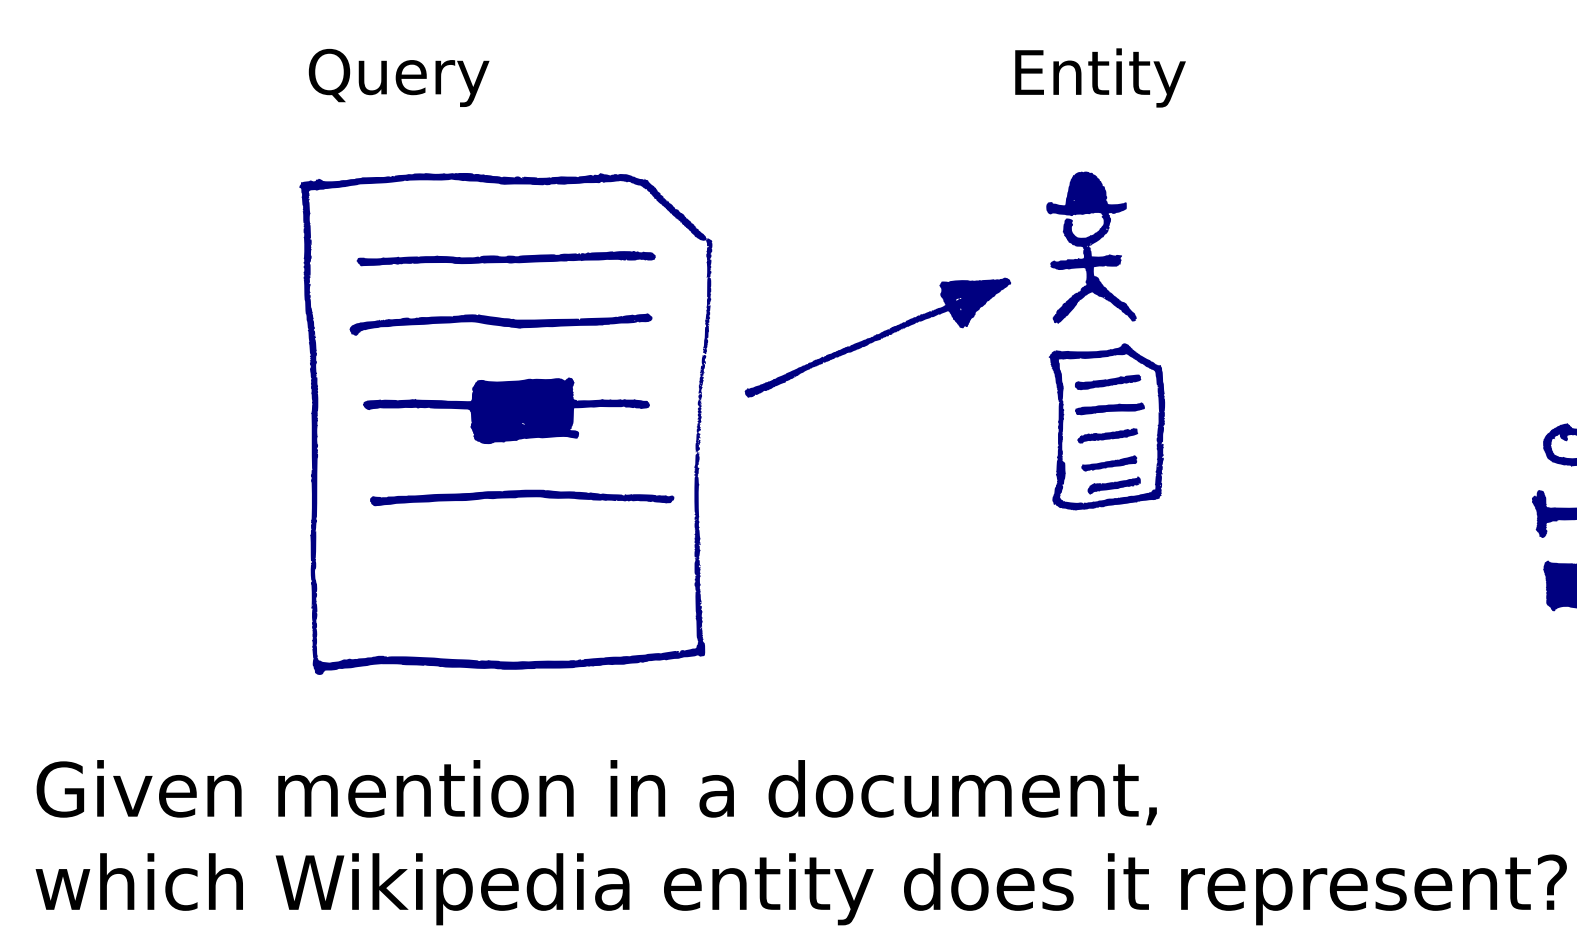 Query
Entity
Given mention in a document,
which Wikipedia entity does it represent?